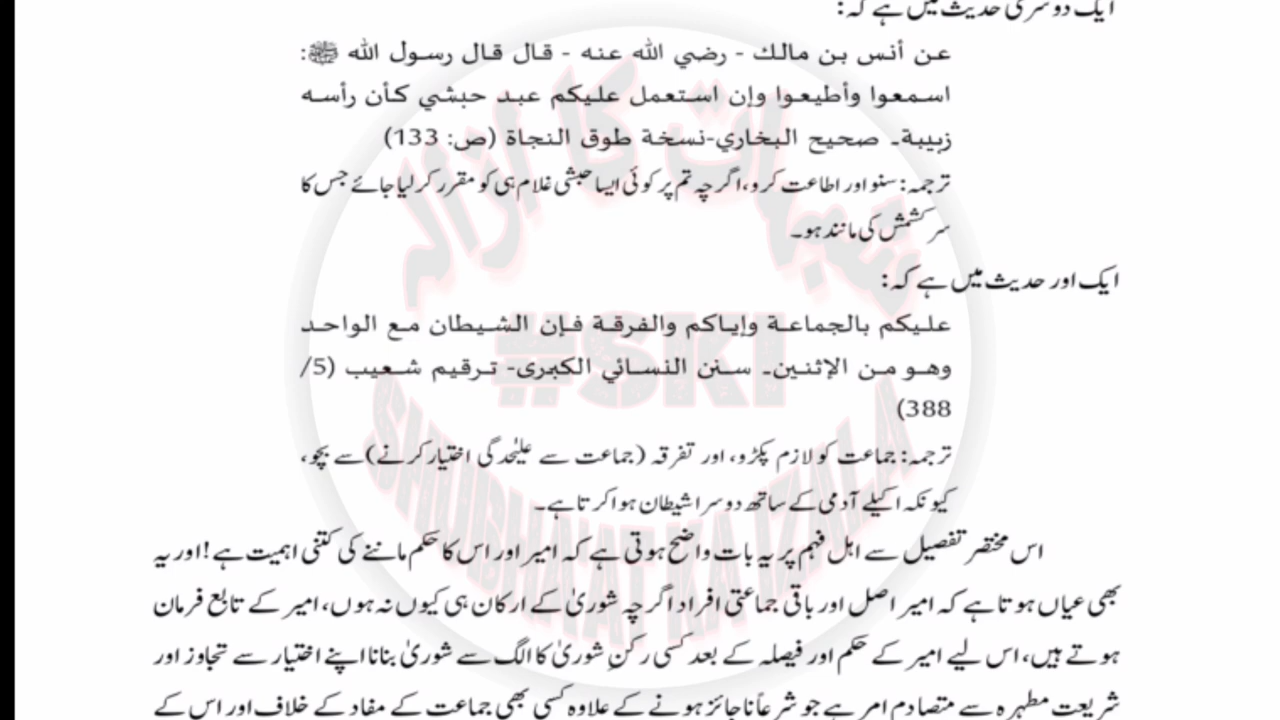 ایک دوسری حدیث میں ہے کہ:
عن أنس بن مالك - رضي الله عنه - قال قال رسول الله ﷺ:
اسمعوا وأطيعوا وإن استعمل عليكم عبد حبشي كأن رأسه
زبيبة۔ صحيح البخاري-نسخة طوق النجاة (ص: 133)
ترجمہ: سنو اور اطاعت کرو، اگرچہ تم پر کوئی ایسا حبشی غلام ہی کو مقرر کر لیا جائے جس کا
سر کشمش کی مانند ہو۔
ایک اور حدیث میں ہے کہ:
عليكم بالجماعة وإياكم والفرقة فإن الشيطان مع الواحد
وهو من الإثنين۔ سنن النسائي الكبرى- ترقيم شعيب (5/
388)
ترجمہ: جماعت کو لازم پکڑو، اور تفرقہ (جماعت سے علیٰحدگی اختیار کرنے) سے بچو،
کیونکہ اکیلے آدمی کے ساتھ دوسرا شیطان ہوا کرتا ہے۔
اس مختصر تفصیل سے اہل فہم پر یہ بات واضح ہوتی ہے کہ امیر اور اس کا حکم ماننے کی کتنی اہمیت ہے! اور یہ
بھی عیاں ہوتا ہے کہ امیر اصل اور باقی جماعتی افراد اگرچہ شوریٰ کے ارکان ہی کیوں نہ ہوں، امیر کے تابع فرمان
ہوتے ہیں، اس لیے امیر کے حکم اور فیصلہ کے بعد کسی رکنِ شوریٰ کا الگ سے شوریٰ بنانا اپنے اختیار سے تجاوز اور
شریعت مطہرہ سے متصادم امر ہے جو شرعاً ناجائز ہونے کے علاوہ کسی بھی جماعت کے مفاد کے خلاف اور اس کے
شبہات کا ازالہ
#SKI
SHUBHAAT KA IZALA